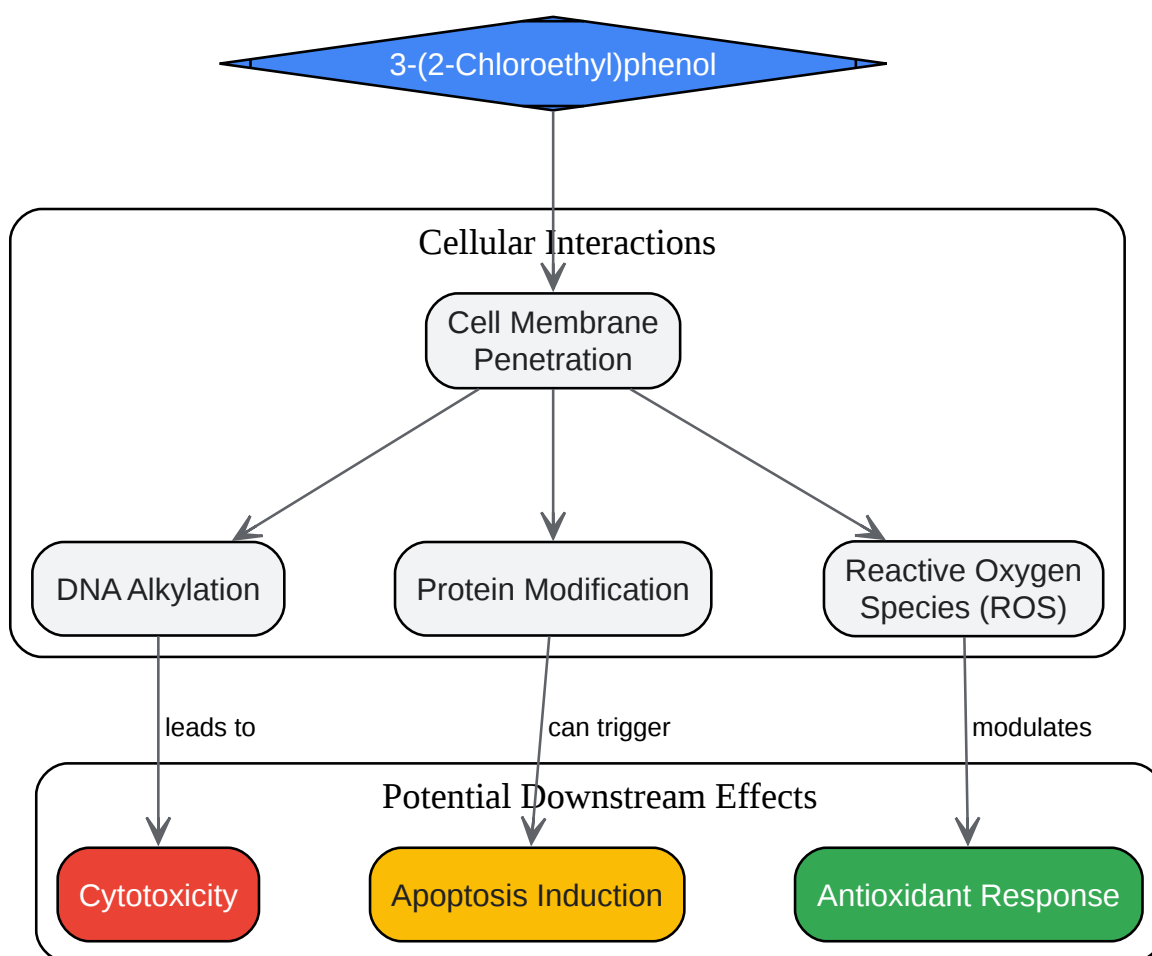 3-(2-Chloroethyl)phenol
Cellular Interactions
Cell Membrane
Penetration
DNA Alkylation
Protein Modification
Reactive Oxygen
Species (ROS)
leads to
can trigger
modulates
Potential Downstream Effects
Cytotoxicity
Apoptosis Induction
Antioxidant Response